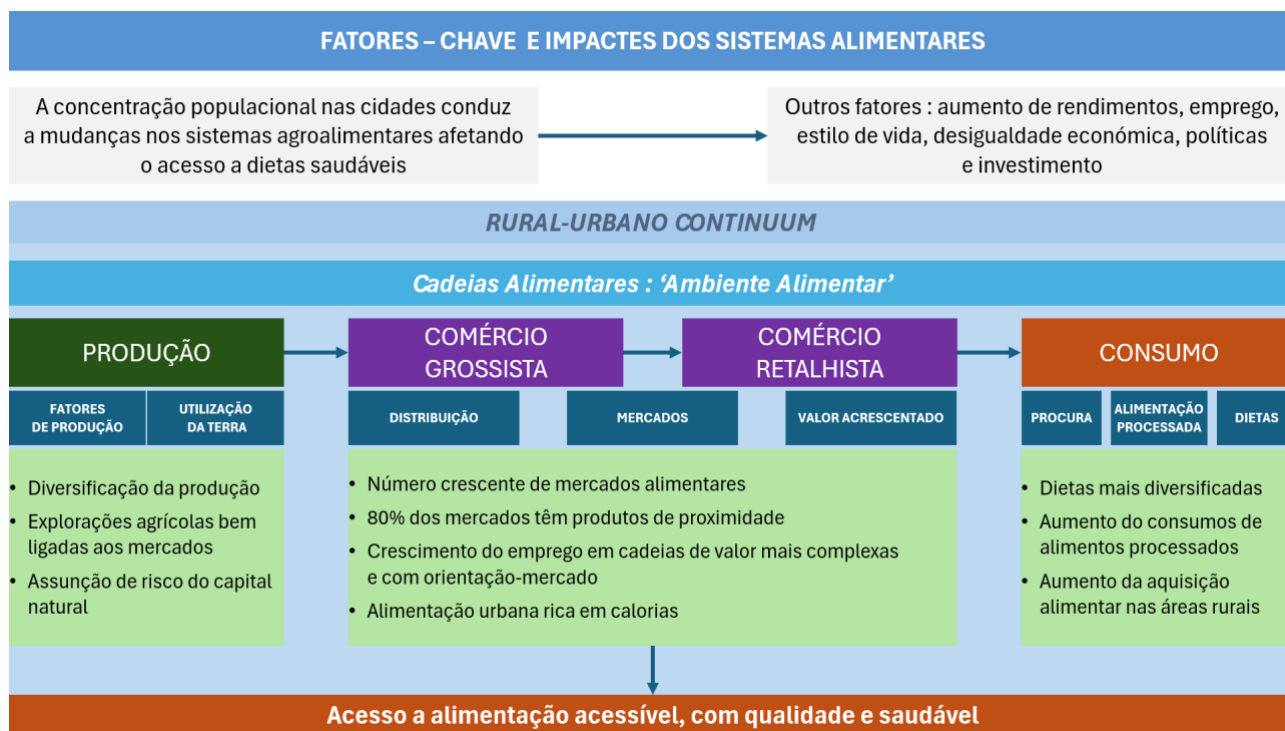 FATORES – CHAVE E IMPACTES DOS SISTEMAS ALIMENTARES
A concentração populacional nas cidades conduz
a mudanças nos sistemas agroalimentares afetando
o acesso a dietas saudáveis
Outros fatores : aumento de rendimentos, emprego,
estilo de vida, desigualdade económica, políticas
e investimento
RURAL-URBANO CONTINUUM
Cadeias Alimentares : ‘Ambiente Alimentar’
PRODUÇÃO
COMÉRCIO
GROSSISTA
COMÉRCIO
RETALHISTA
CONSUMO
FATORES
DE PRODUÇÃO
UTILIZAÇÃO
DA TERRA
DISTRIBUIÇÃO
MERCADOS
VALOR ACRESCENTADO
PROCURA
ALIMENTAÇÃO
PROCESSADA
DIETAS
• Diversificação da produção
• Explorações agrícolas bem
ligadas aos mercados
• Assunção de risco do capital
natural
• Número crescente de mercados alimentares
• 80% dos mercados têm produtos de proximidade
• Crescimento do emprego em cadeias de valor mais complexas
e com orientação-mercado
• Alimentação urbana rica em calorias
• Dietas mais diversificadas
• Aumento do consumos de
alimentos processados
• Aumento da aquisição
alimentar nas áreas rurais
Acesso a alimentação acessível, com qualidade e saudável